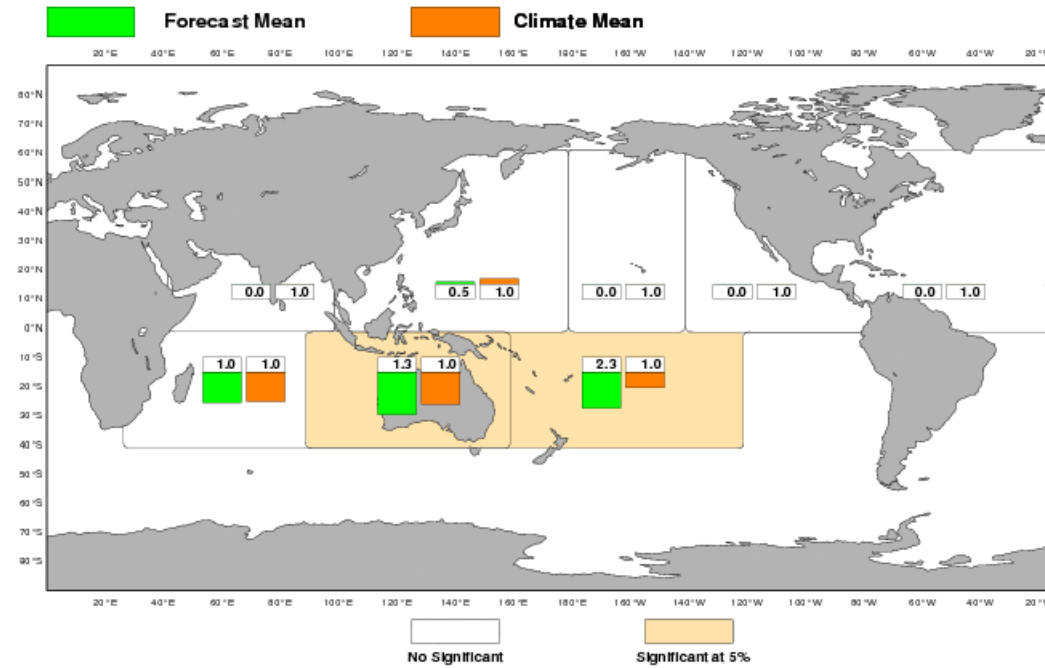 Forecast Mean Climate Mean
20°E 40°E 60°E 80°E 100°E 120°E 140°E 160°E 180°E 160°W 140°W 120°W 100°W 80°W 60°W 40°W 20°W
80°N
70°N
60°N
50°N
40°N
30°N
20°N
10°N 0.0 1.0 0.5 1.0 0.0 1.0 0.0 1.0 0.0 1.0
0°N
10°S 1.0 1.0 1.3 1.0 2.3 1.0
20°S
30°S
40°S
50°S
60°S
70°S
80°S
20°E 40°E 60°E 80°E 100°E 120°E 140°E 160°E 180°E 160°W 140°W 120°W 100°W 80°W 60°W 40°W
No Significant Significant at 5%